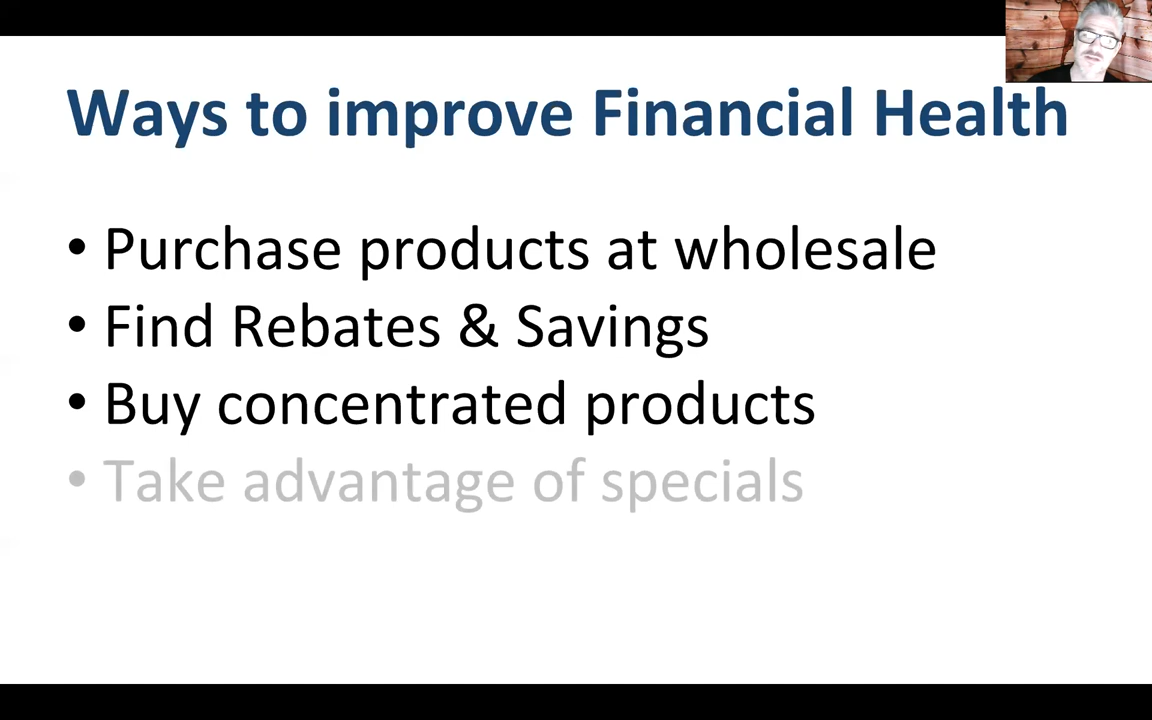 Ways to improve Financial Health
• Purchase products at wholesale
• Find Rebates & Savings
• Buy concentrated products
• Take advantage of specials